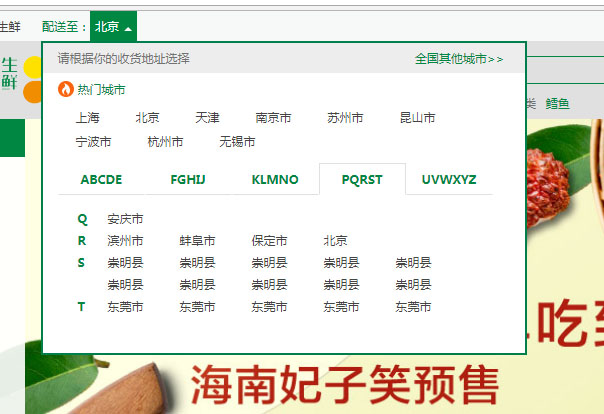 生鲜 配送至： 北京
请根据你的收货地址选择 全国其他城市>>
生鲜
热门城市
类 鳕鱼
上海 北京 天津 南京市 苏州市 昆山市
宁波市 杭州市 无锡市
ABCDE FGHIJ KLMNO PQRST UVWXYZ
Q 安庆市
R 滨州市 蚌阜市 保定市 北京
S 崇明县 崇明县 崇明县 崇明县 崇明县
崇明县 崇明县 崇明县 崇明县 崇明县
T 东莞市 东莞市 东莞市 东莞市 东莞市
吃到
海南妃子笑预售